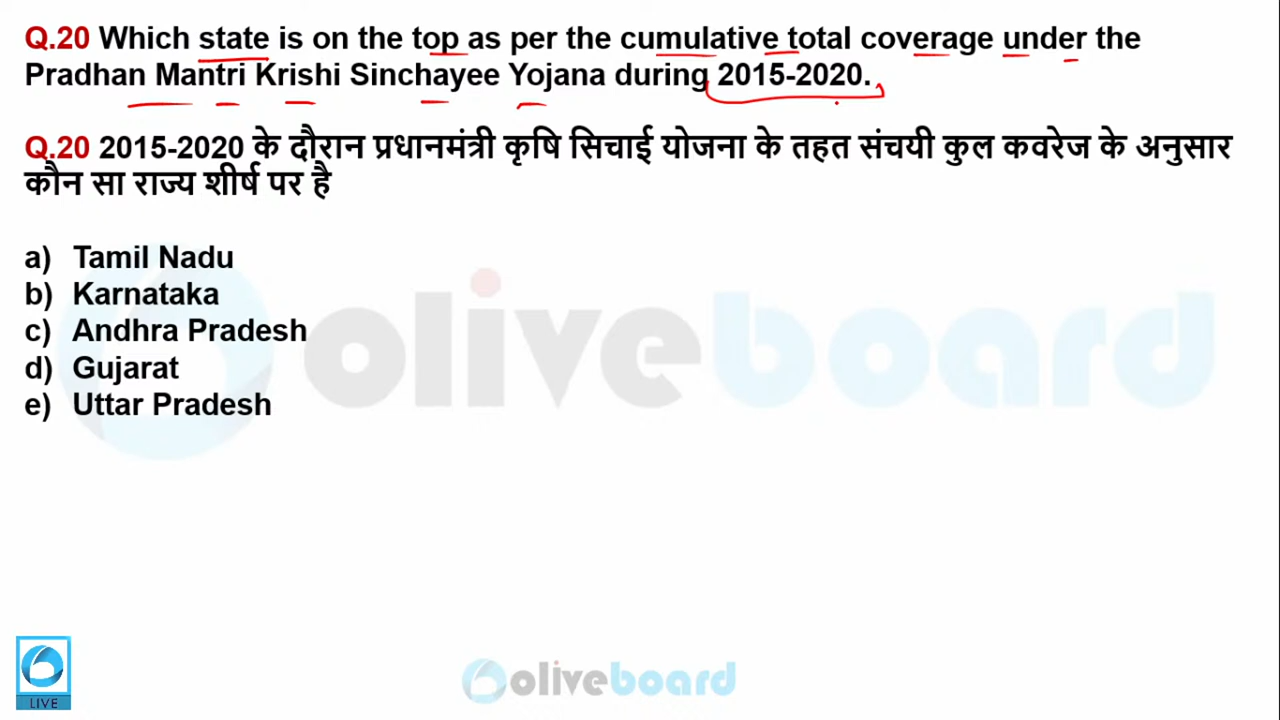 Q.20 Which state is on the top as per the cumulative total coverage under the
Pradhan Mantri Krishi Sinchayee Yojana during 2015-2020.
Q.20 2015-2020 के दौरान प्रधानमंत्री कृषि सिचाई योजना के तहत संचयी कुल कवरेज के अनुसार
कौन सा राज्य शीर्ष पर है
a) Tamil Nadu
b) Karnataka
c) Andhra Pradesh
d) Gujarat
e) Uttar Pradesh
oliveboard
LIVE
oliveboard